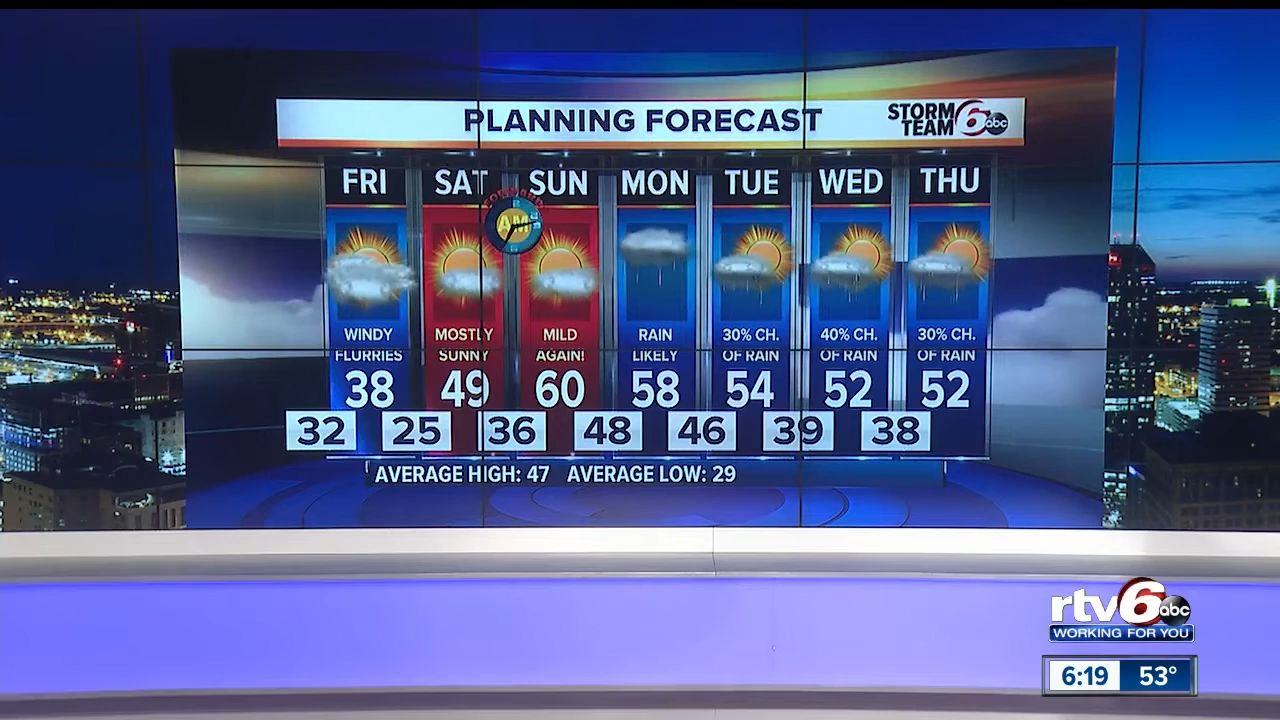 PLANNING FORECAST
STORM TEAM 6 abc
FRI SAT SUN MON TUE WED THU
FORWARD
AM
WINDY MOSTLY MILD RAIN 30% CH. 40% CH. 30% CH.
FLURRIES SUNNY AGAIN! LIKELY OF RAIN OF RAIN OF RAIN
38 49 60 58 54 52 52
32 25 36 48 46 39 38
AVERAGE HIGH: 47 AVERAGE LOW: 29
rtv6 abc
WORKING FOR YOU
6:19 53°